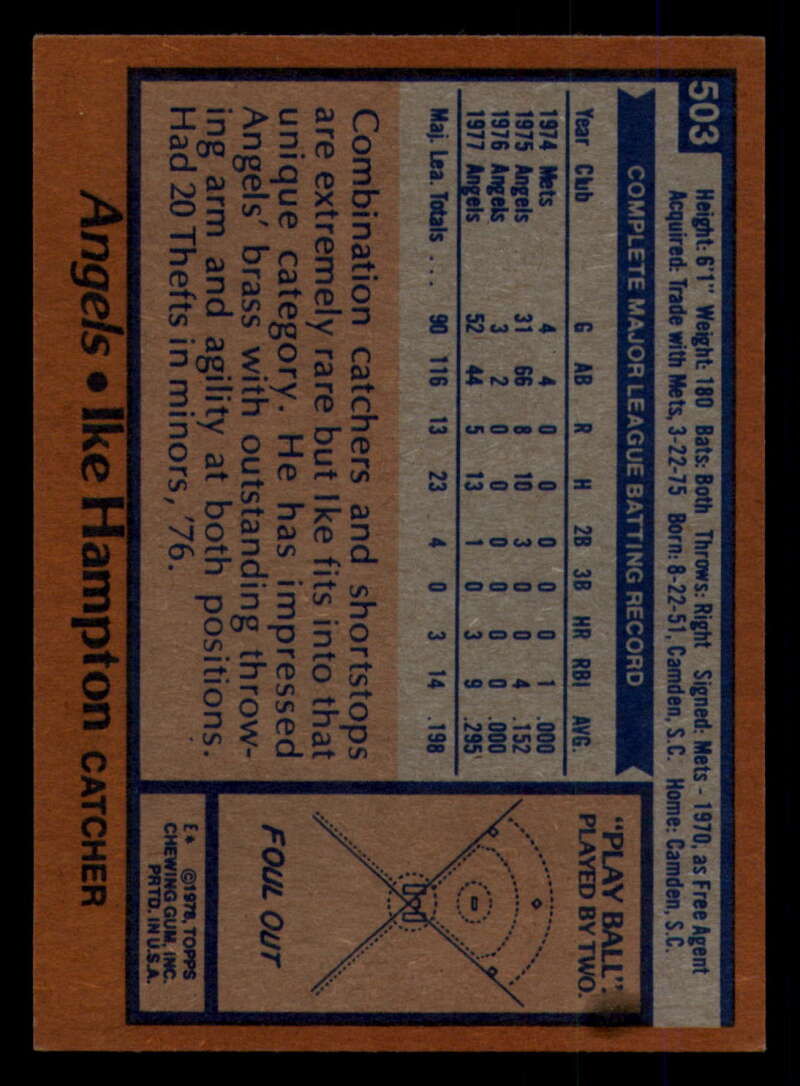 503
Height: 6'1" Weight: 180 Bats: Both Throws: Right Signed: Mets - 1970, as Free Agent
Acquired: Trade with Mets, 3-22-75 Born: 8-22-51, Camden, S.C. Home: Camden, S.C.
COMPLETE MAJOR LEAGUE BATTING RECORD
Year Club G AB R H 2B 3B HR RBI AVG.
1974 Mets 4 4 0 0 0 0 0 1 .000
1975 Angels 31 66 8 10 3 0 0 4 .152
1976 Angels 3 2 0 0 0 0 0 0 .000
1977 Angels 52 44 5 13 1 0 3 9 .295
Maj. Lea. Totals . . . 90 116 13 23 4 0 3 14 .198
Combination catchers and shortstops
are extremely rare but Ike fits into that
unique category. He has impressed
Angels' brass with outstanding throw-
ing arm and agility at both positions.
Had 20 Thefts in minors, '76.
"PLAY BALL"
PLAYED BY TWO.
FOUL OUT
E* ©1978, TOPPS
CHEWING GUM, INC.
PRTD. IN U.S.A.
Angels • Ike Hampton CATCHER